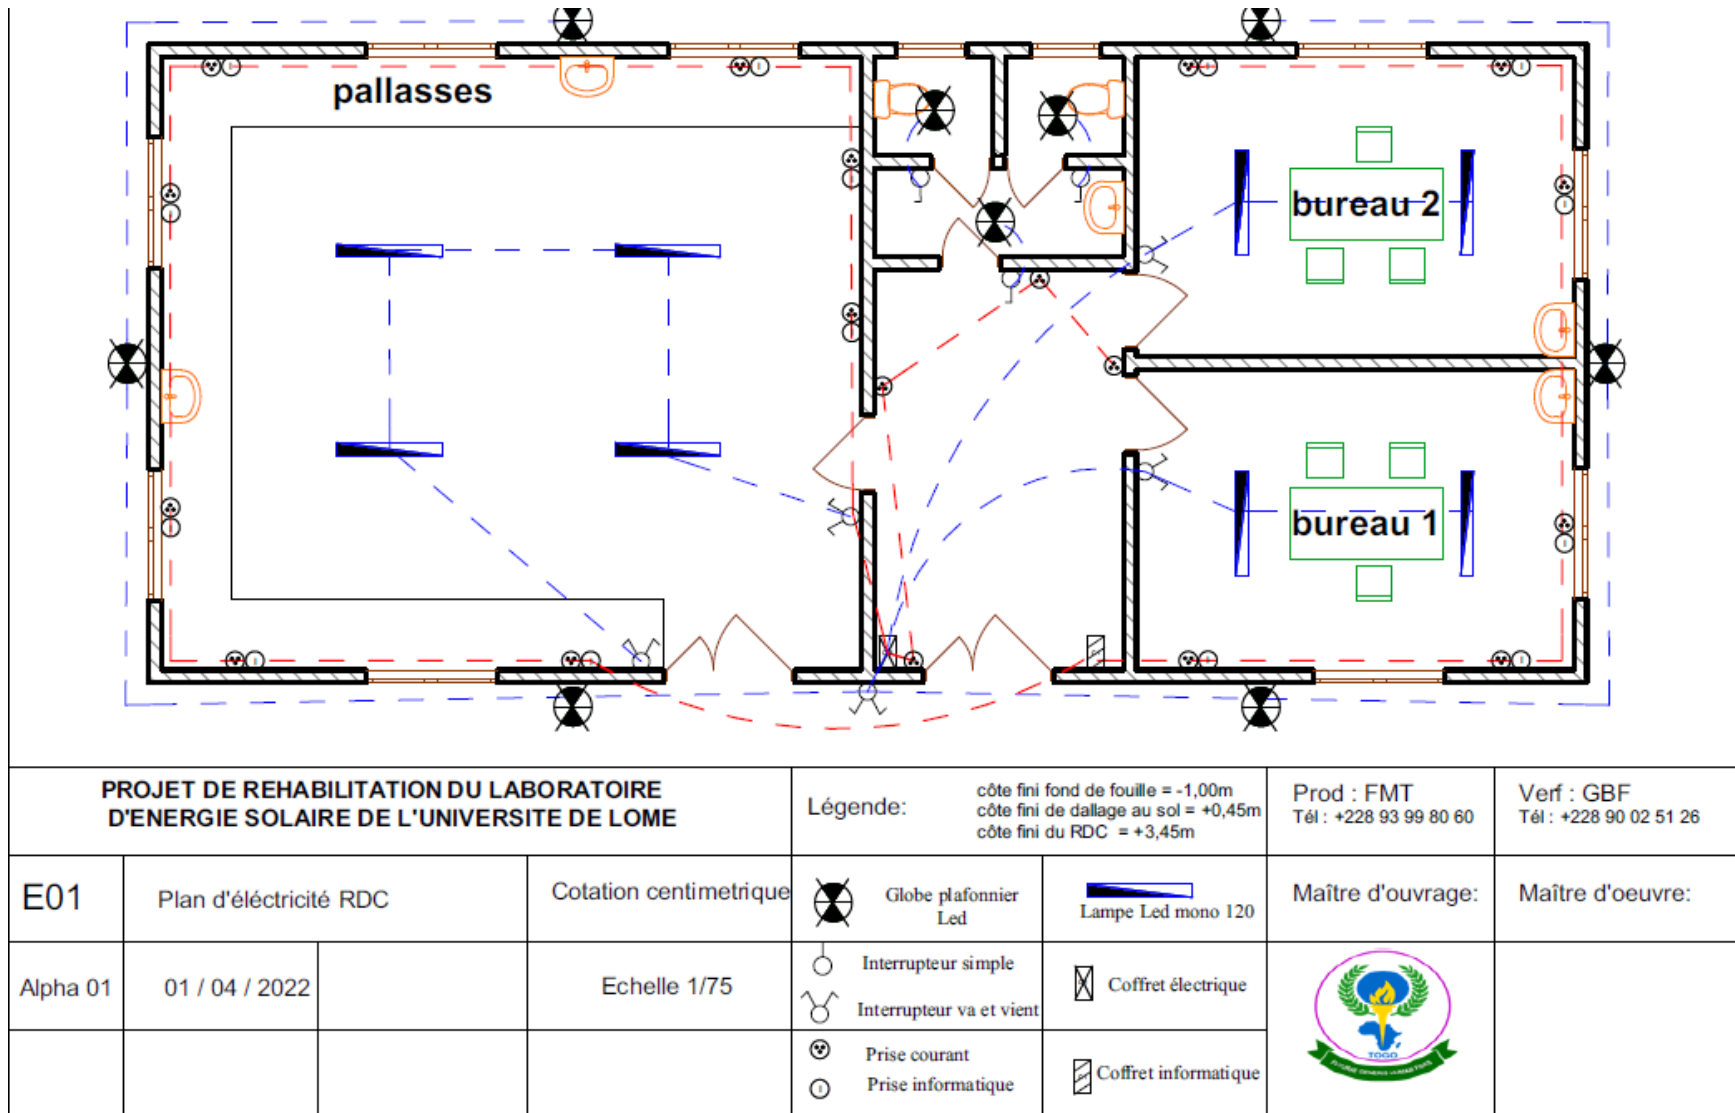 pallasses
bureau 2
bureau 1
PROJET DE REHABILITATION DU LABORATOIRE
D'ENERGIE SOLAIRE DE L'UNIVERSITE DE LOME
Légende:
côte fini fond de fouille = -1,00m
côte fini de dallage au sol = +0,45m
côte fini du RDC = +3,45m
Prod : FMT
Tél : +228 93 99 80 60
Verf : GBF
Tél : +228 90 02 51 26
E01
Plan d'éléctricité RDC
Cotation centimetrique
Globe plafonnier
Led
Lampe Led mono 120
Maître d'ouvrage:
Maître d'oeuvre:
Alpha 01
01 / 04 / 2022
Echelle 1/75
Interrupteur simple
Interrupteur va et vient
Coffret électrique
Prise courant
Prise informatique
Coffret informatique
TOGO